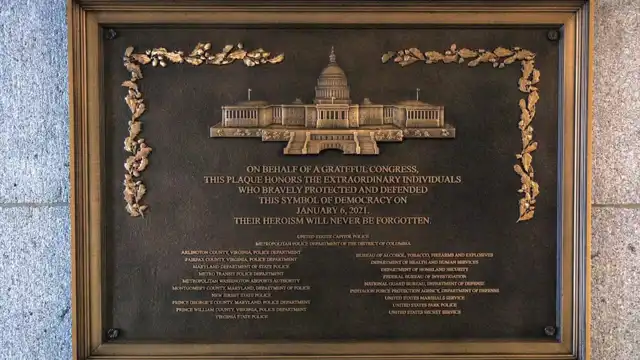 ON BEHALF OF A GRATEFUL CONGRESS,
THIS PLAQUE HONORS THE EXTRAORDINARY INDIVIDUALS
WHO BRAVELY PROTECTED AND DEFENDED
THIS SYMBOL OF DEMOCRACY ON
JANUARY 6, 2021.
THEIR HEROISM WILL NEVER BE FORGOTTEN.
UNITED STATES CAPITOL POLICE
METROPOLITAN POLICE DEPARTMENT OF THE DISTRICT OF COLUMBIA
ARLINGTON COUNTY, VIRGINIA, POLICE DEPARTMENT
FAIRFAX COUNTY, VIRGINIA, POLICE DEPARTMENT
MARYLAND DEPARTMENT OF STATE POLICE
METRO TRANSIT POLICE DEPARTMENT
METROPOLITAN WASHINGTON AIRPORTS AUTHORITY
MONTGOMERY COUNTY, MARYLAND, DEPARTMENT OF POLICE
NEW JERSEY STATE POLICE
PRINCE GEORGE'S COUNTY, MARYLAND, POLICE DEPARTMENT
PRINCE WILLIAM COUNTY, VIRGINIA, POLICE DEPARTMENT
VIRGINIA STATE POLICE
BUREAU OF ALCOHOL, TOBACCO, FIREARMS AND EXPLOSIVES
DEPARTMENT OF HEALTH AND HUMAN SERVICES
DEPARTMENT OF HOMELAND SECURITY
FEDERAL BUREAU OF INVESTIGATION
NATIONAL GUARD BUREAU, DEPARTMENT OF DEFENSE
PENTAGON FORCE PROTECTION AGENCY, DEPARTMENT OF DEFENSE
UNITED STATES MARSHALS SERVICE
UNITED STATES PARK POLICE
UNITED STATES SECRET SERVICE